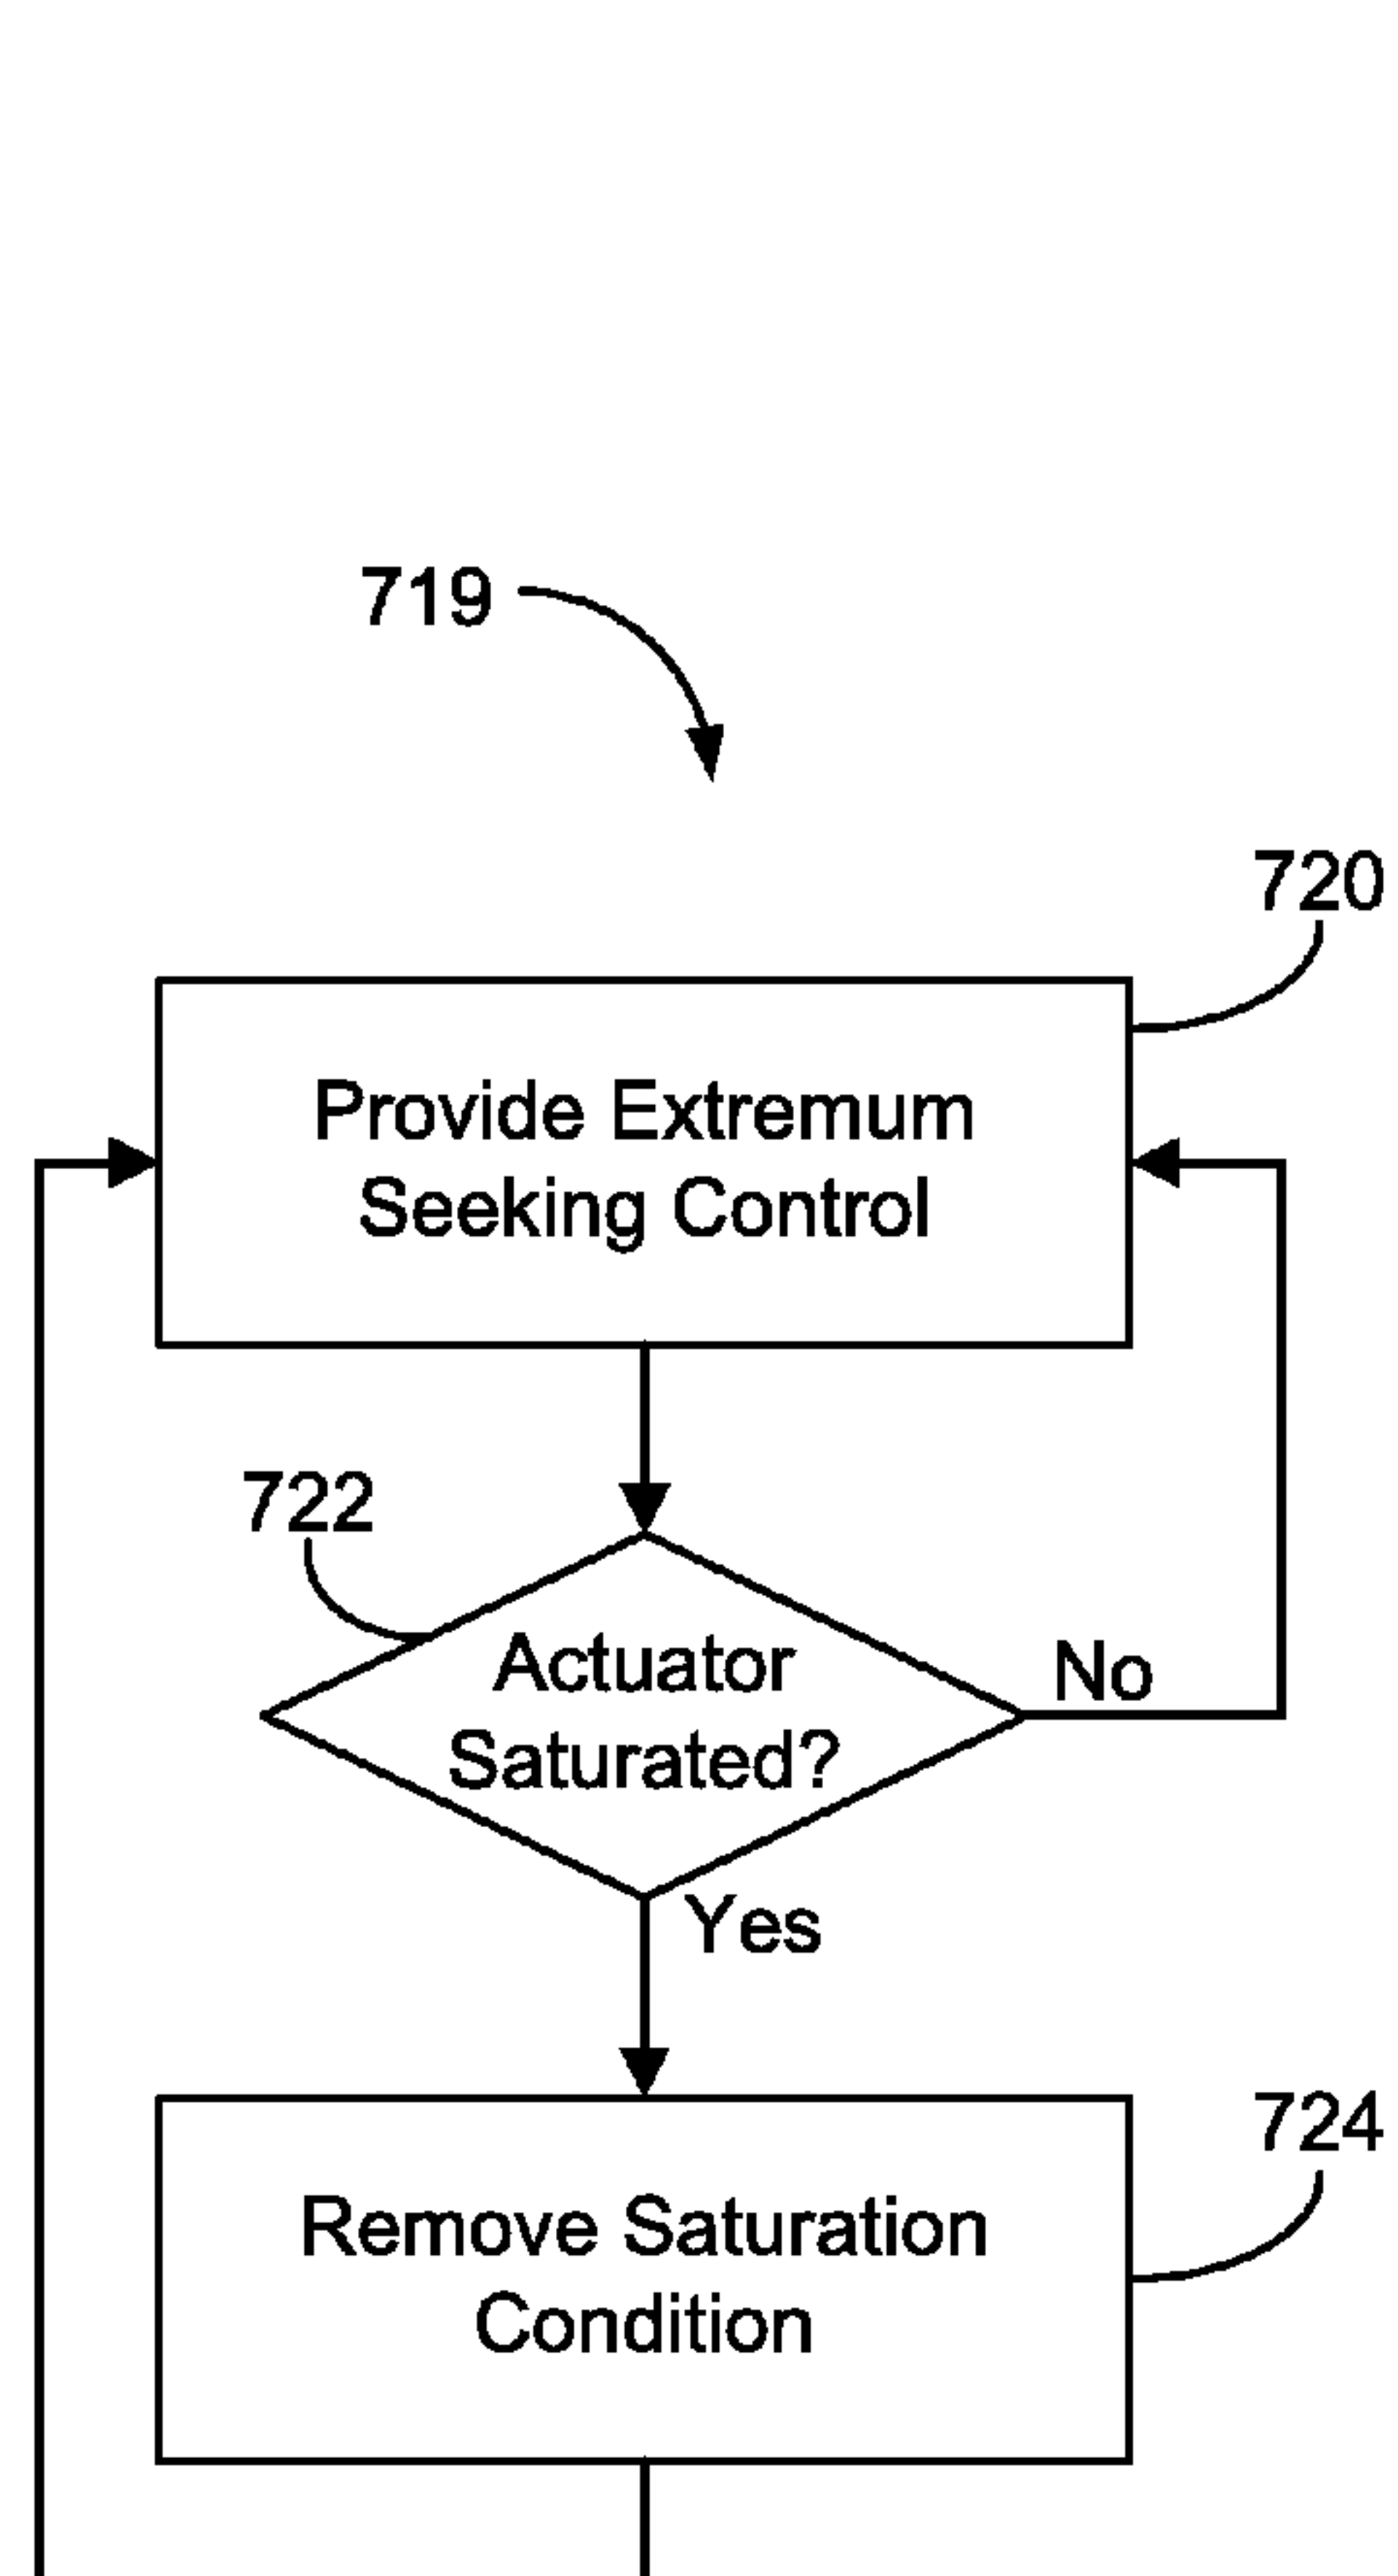 719
720
Provide Extremum
Seeking Control
722
Actuator
Saturated?
No
Yes
724
Remove Saturation
Condition